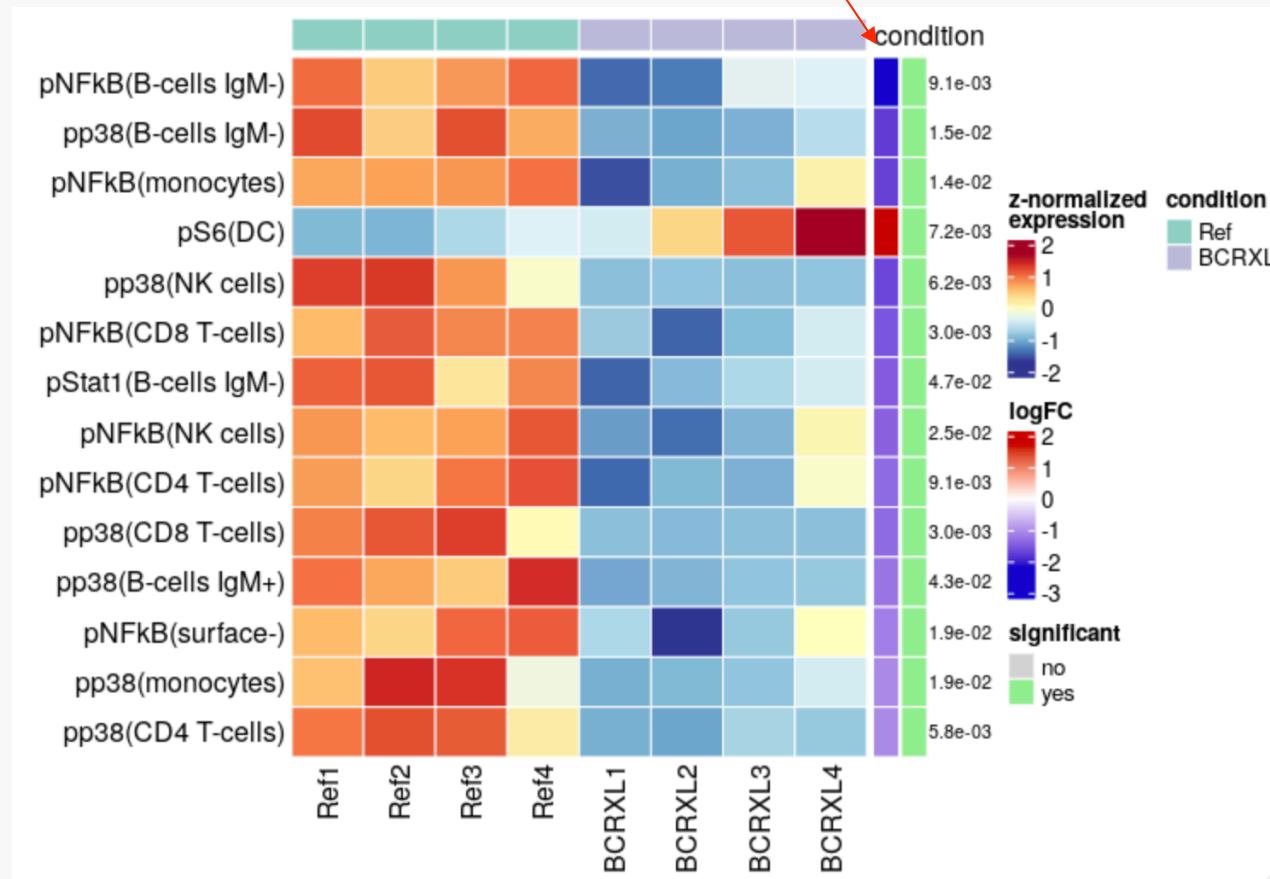 condition
pNFkB(B-cells IgM-) 9.1e-03
pp38(B-cells IgM-) 1.5e-02
pNFkB(monocytes) 1.4e-02
pS6(DC) 7.2e-03
pp38(NK cells) 6.2e-03
pNFkB(CD8 T-cells) 3.0e-03
pStat1(B-cells IgM-) 4.7e-02
pNFkB(NK cells) 2.5e-02
pNFkB(CD4 T-cells) 9.1e-03
pp38(CD8 T-cells) 3.0e-03
pp38(B-cells IgM+) 4.3e-02
pNFkB(surface-) 1.9e-02
pp38(monocytes) 1.9e-02
pp38(CD4 T-cells) 5.8e-03
Ref1 Ref2 Ref3 Ref4 BCRXL1 BCRXL2 BCRXL3 BCRXL4
z-normalized
expression
2
1
0
-1
-2
logFC
2
1
0
-1
-2
-3
significant
no
yes
condition
Ref
BCRXL